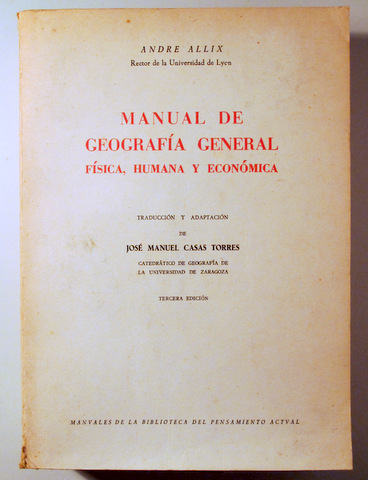 ANDRE ALLIX
Rector de la Universidad de Lyon
MANUAL DE
GEOGRAFÍA GENERAL
FÍSICA, HUMANA Y ECONÓMICA
TRADUCCIÓN Y ADAPTACIÓN
DE
JOSÉ MANUEL CASAS TORRES
CATEDRÁTICO DE GEOGRAFÍA DE
LA UNIVERSIDAD DE ZARAGOZA
TERCERA EDICIÓN
MANVALES DE LA BIBLIOTECA DEL PENSAMIENTO ACTVAL